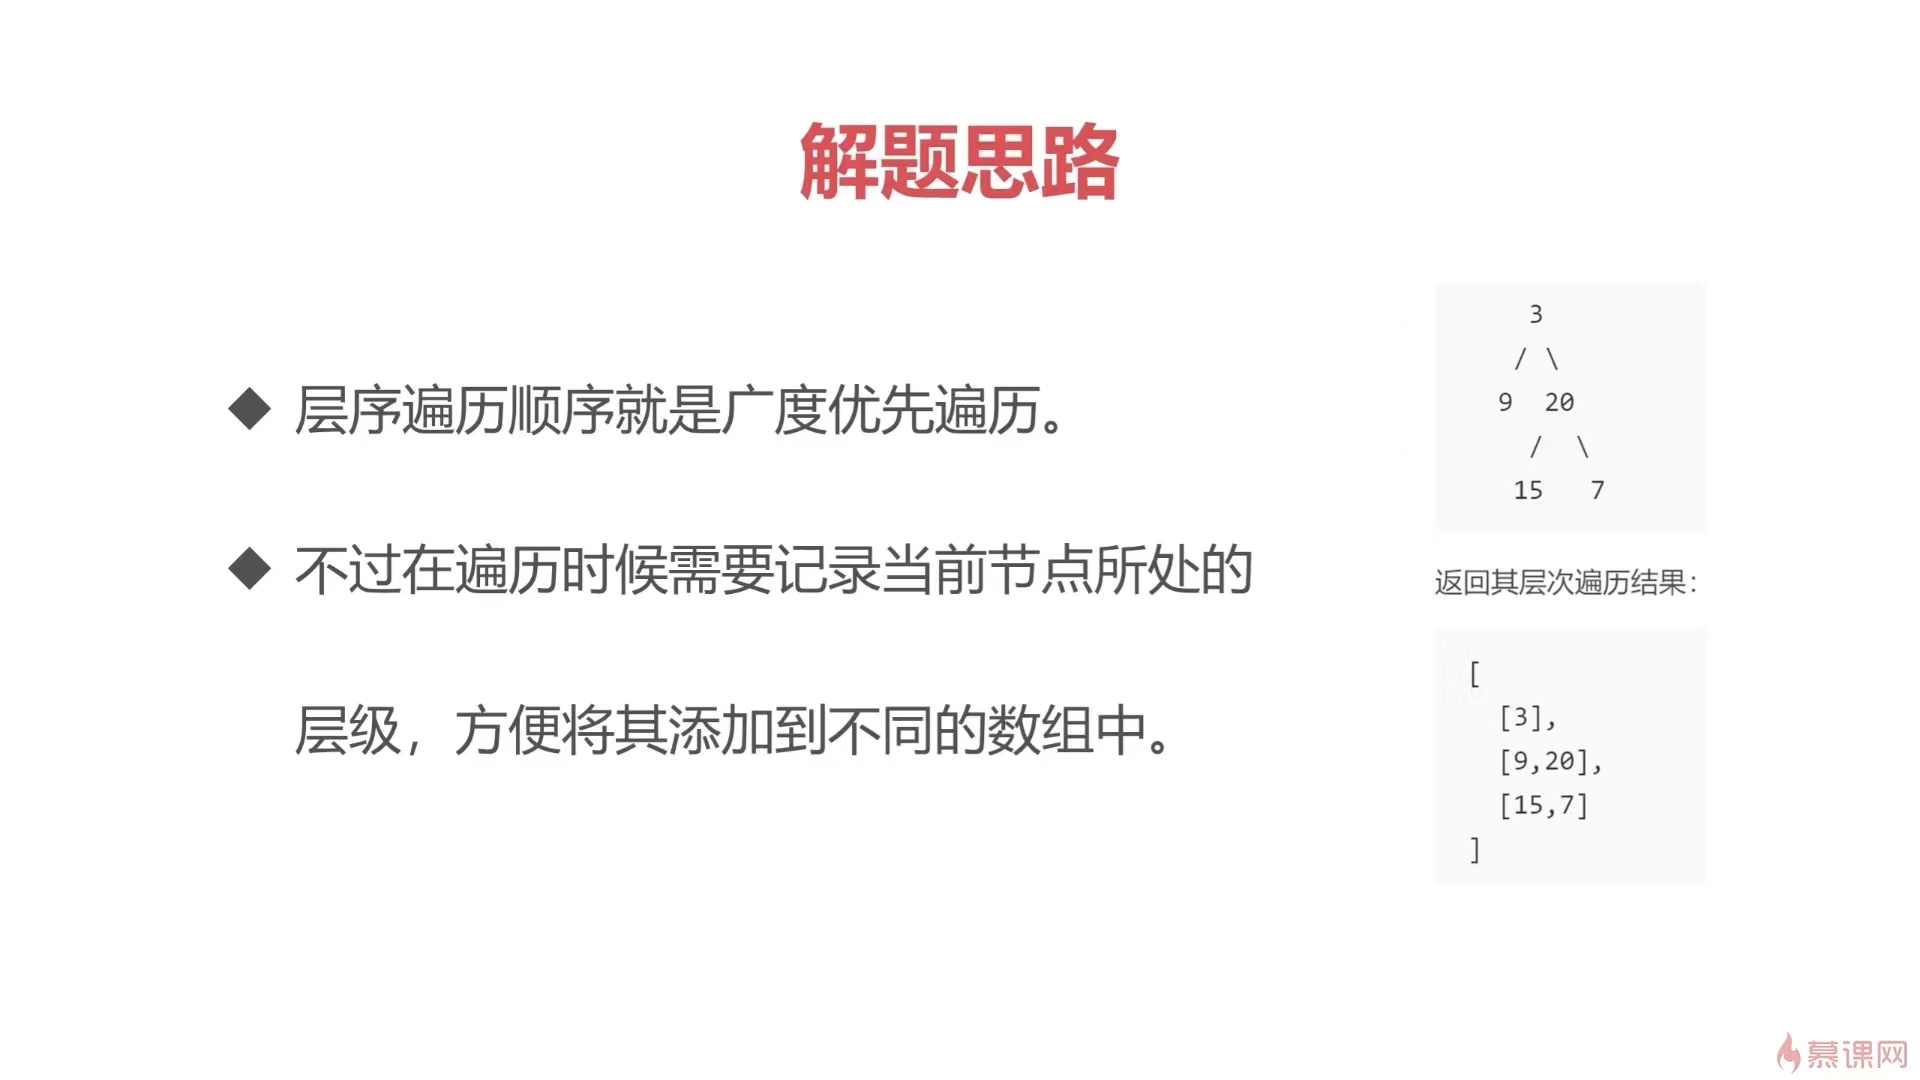 解题思路
◆ 层序遍历顺序就是广度优先遍历。
◆ 不过在遍历时候需要记录当前节点所处的
层级，方便将其添加到不同的数组中。
3
/ \
9 20
/ \
15 7
返回其层次遍历结果：
[
[3],
[9,20],
[15,7]
]
慕课网